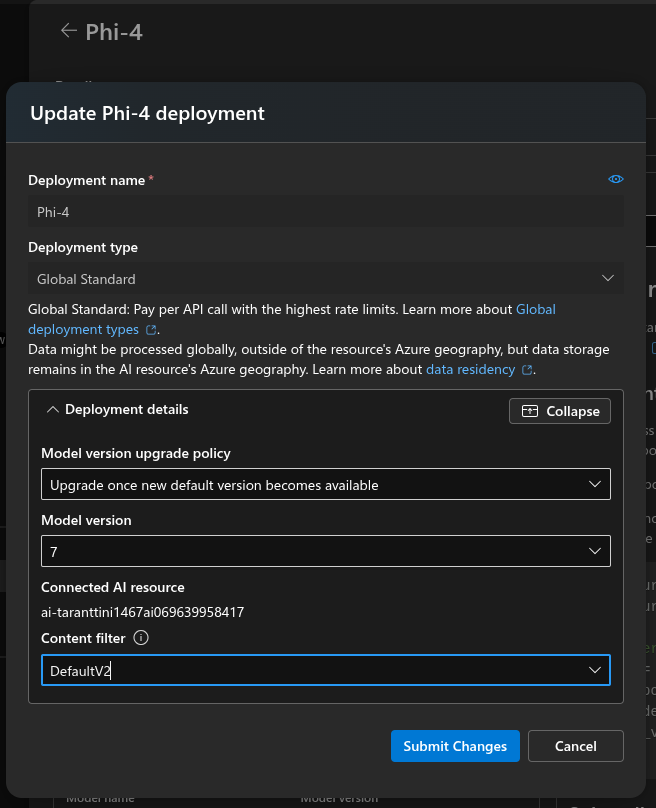 Phi-4
Update Phi-4 deployment
Deployment name *
Phi-4
Deployment type
Global Standard
Global Standard: Pay per API call with the highest rate limits. Learn more about Global
deployment types.
Data might be processed globally, outside of the resource's Azure geography, but data storage
remains in the AI resource's Azure geography. Learn more about data residency.
Deployment details
Collapse
Model version upgrade policy
Upgrade once new default version becomes available
Model version
7
Connected AI resource
ai-taranttini1467ai069639958417
Content filter
DefaultV2
Submit Changes
Cancel
Model name
Model version